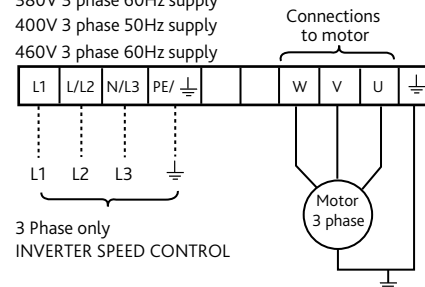 380V 3 phase 60Hz supply
400V 3 phase 50Hz supply
460V 3 phase 60Hz supply
Connections
to motor
L1 L/L2 N/L3 PE/ W V U
L1 L2 L3
Motor
3 phase
3 Phase only
INVERTER SPEED CONTROL